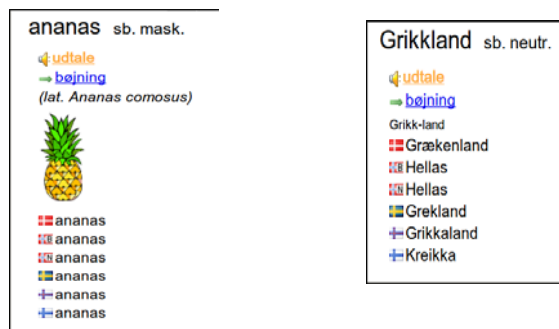 ananas sb. mask.
udtale
bøjning
(lat. Ananas comosus)
ananas
B ananas
N ananas
ananas
ananas
ananas
Grikkland sb. neutr.
udtale
bøjning
Grikk-land
Grækenland
B Hellas
N Hellas
Grekland
Grikkaland
Kreikka